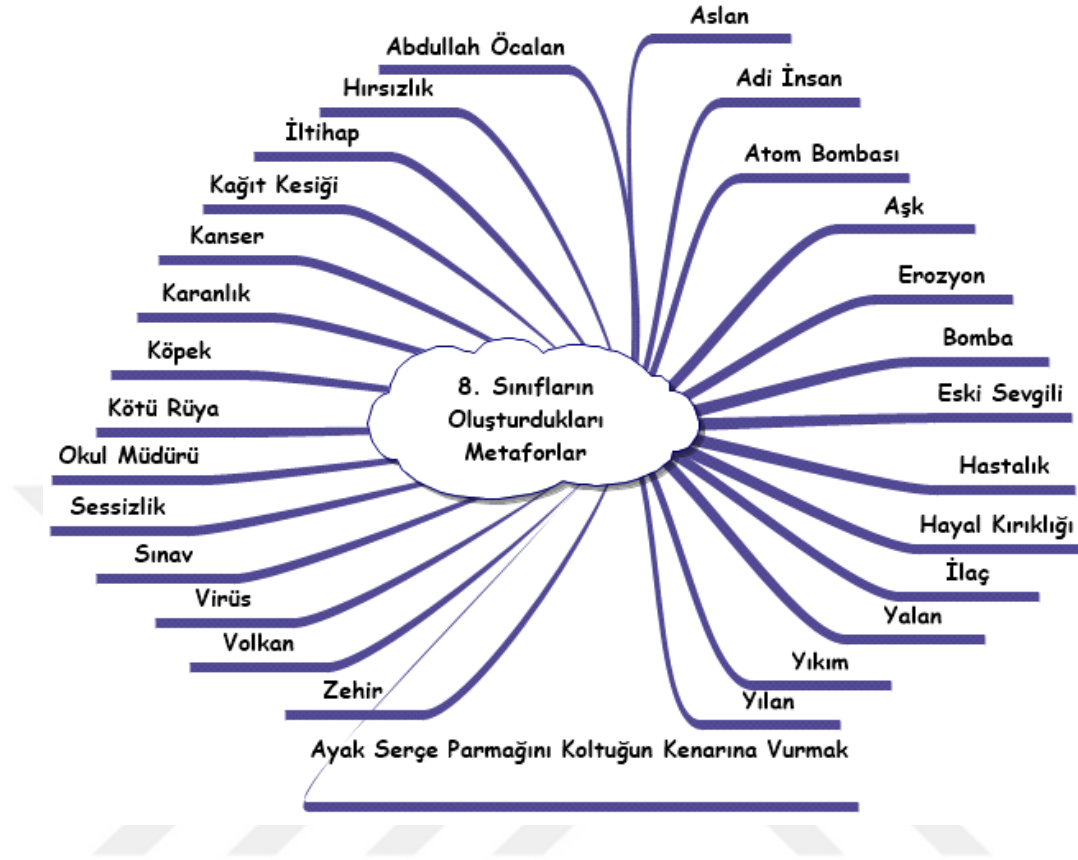 Aslan
Abdullah Öcalan
Adi İnsan
Hırsızlık
İltihap
Atom Bombası
Kağıt Kesiği
Aşk
Kanser
Erozyon
Karanlık
Bomba
Köpek
8. Sınıfların
Oluşturdukları
Metaforlar
Eski Sevgili
Kötü Rüya
Okul Müdürü
Hastalık
Sessizlik
Hayal Kırıklığı
Sınav
İlaç
Virüs
Yalan
Volkan
Yıkım
Zehir
Yılan
Ayak Serçe Parmağını Koltuğun Kenarına Vurmak